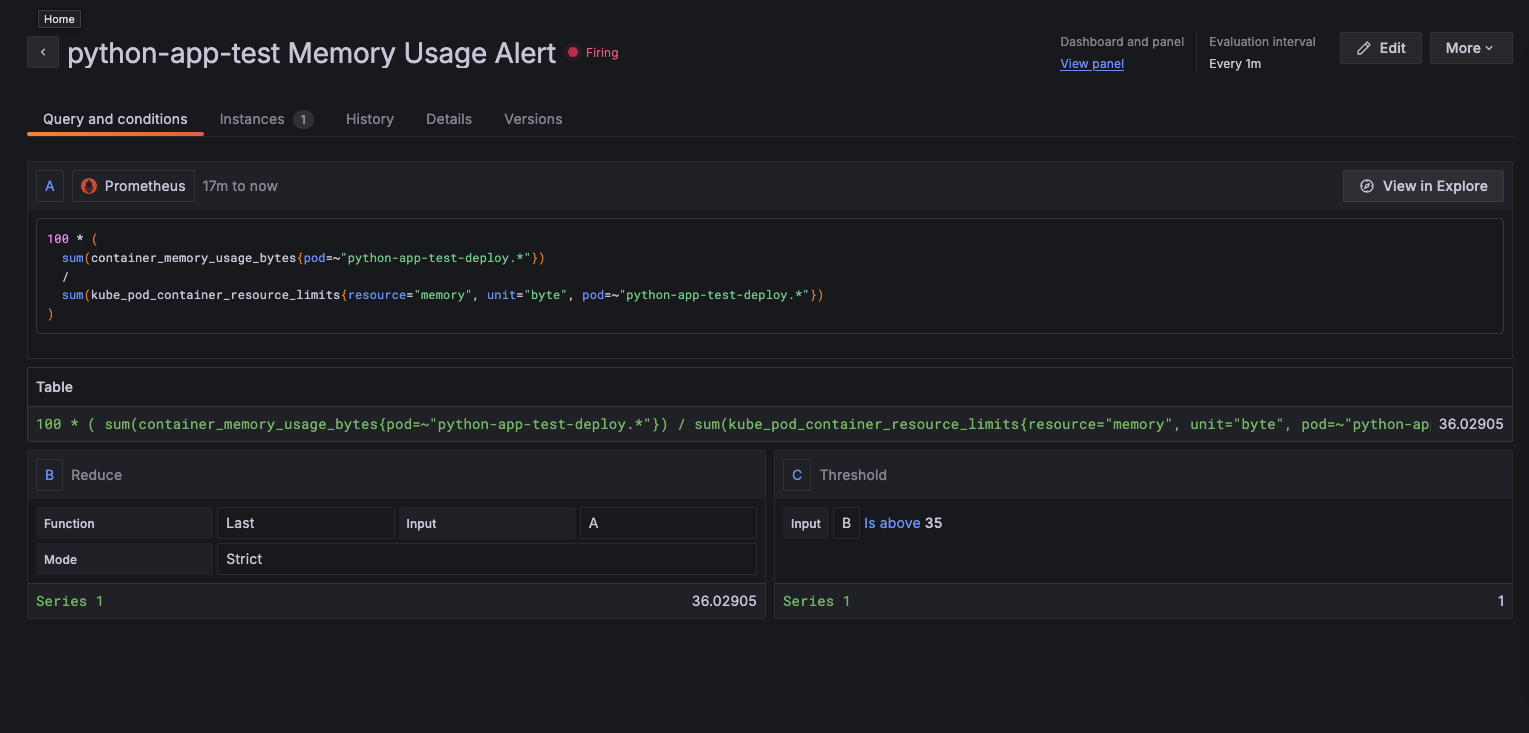 Home
python-app-test Memory Usage Alert
Firing
Dashboard and panel
View panel
Evaluation interval
Every 1m
Edit
More
Query and conditions
Instances 1
History
Details
Versions
A
Prometheus
17m to now
View in Explore
100 * (
sum(container_memory_usage_bytes{pod=~"python-app-test-deploy.*"})
/
sum(kube_pod_container_resource_limits{resource="memory", unit="byte", pod=~"python-app-test-deploy.*"})
)
Table
100 * ( sum(container_memory_usage_bytes{pod=~"python-app-test-deploy.*"}) / sum(kube_pod_container_resource_limits{resource="memory", unit="byte", pod=~"python-ap 36.02905
B Reduce
Function Last Input A
Mode Strict
Series 1 36.02905
C Threshold
Input B Is above 35
Series 1 1